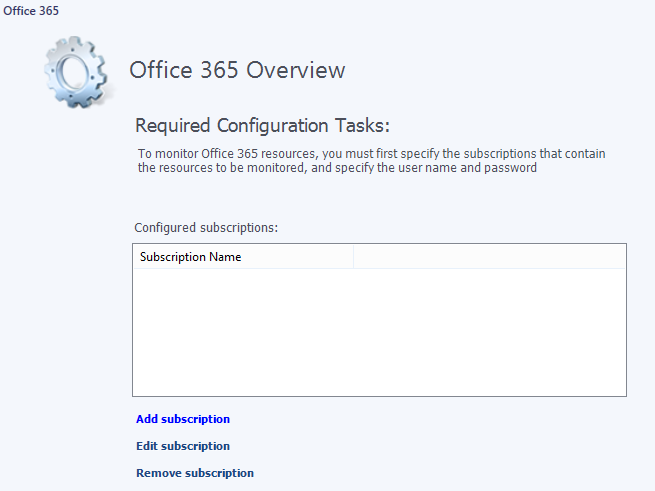 Office 365
Office 365 Overview
Required Configuration Tasks:
To monitor Office 365 resources, you must first specify the subscriptions that contain
the resources to be monitored, and specify the user name and password
Configured subscriptions:
Subscription Name
Add subscription
Edit subscription
Remove subscription